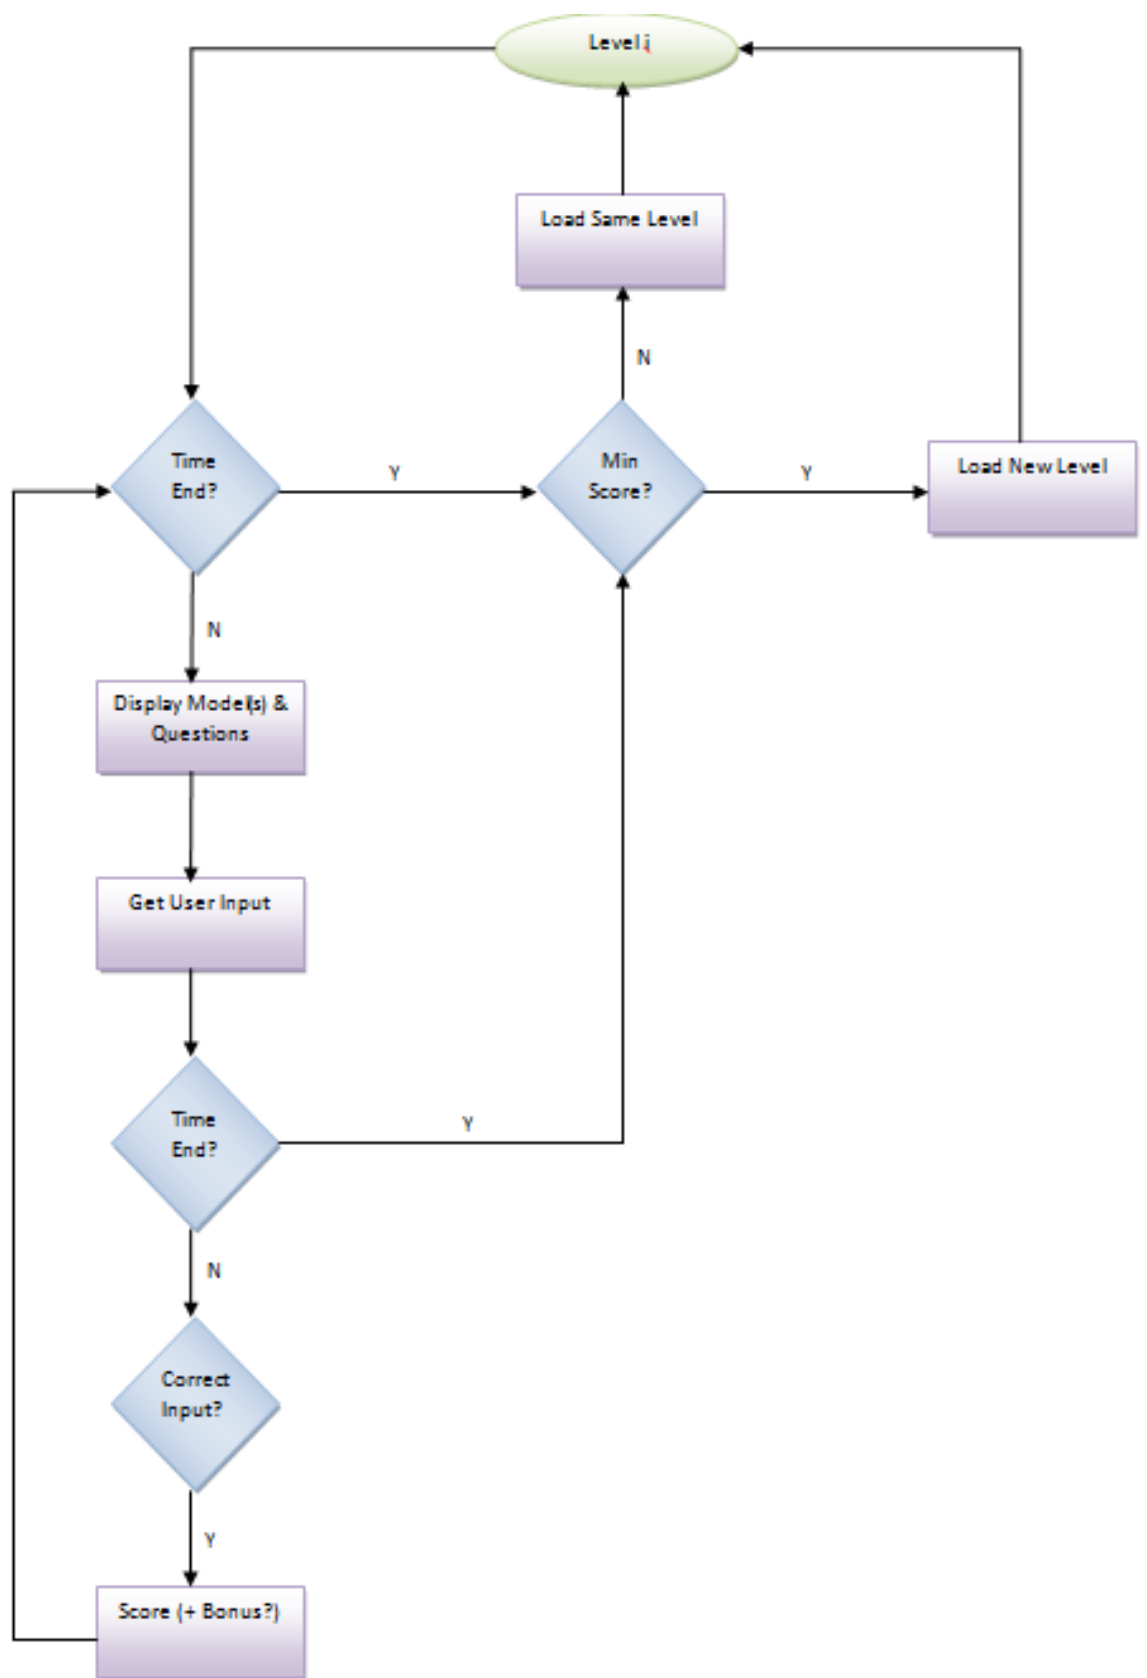 Level i
Load Same Level
N
Time
End?
Y
Min
Score?
Y
Load New Level
N
Display Model(s) &
Questions
Get User Input
Time
End?
Y
N
Correct
Input?
Y
Score (+ Bonus?)